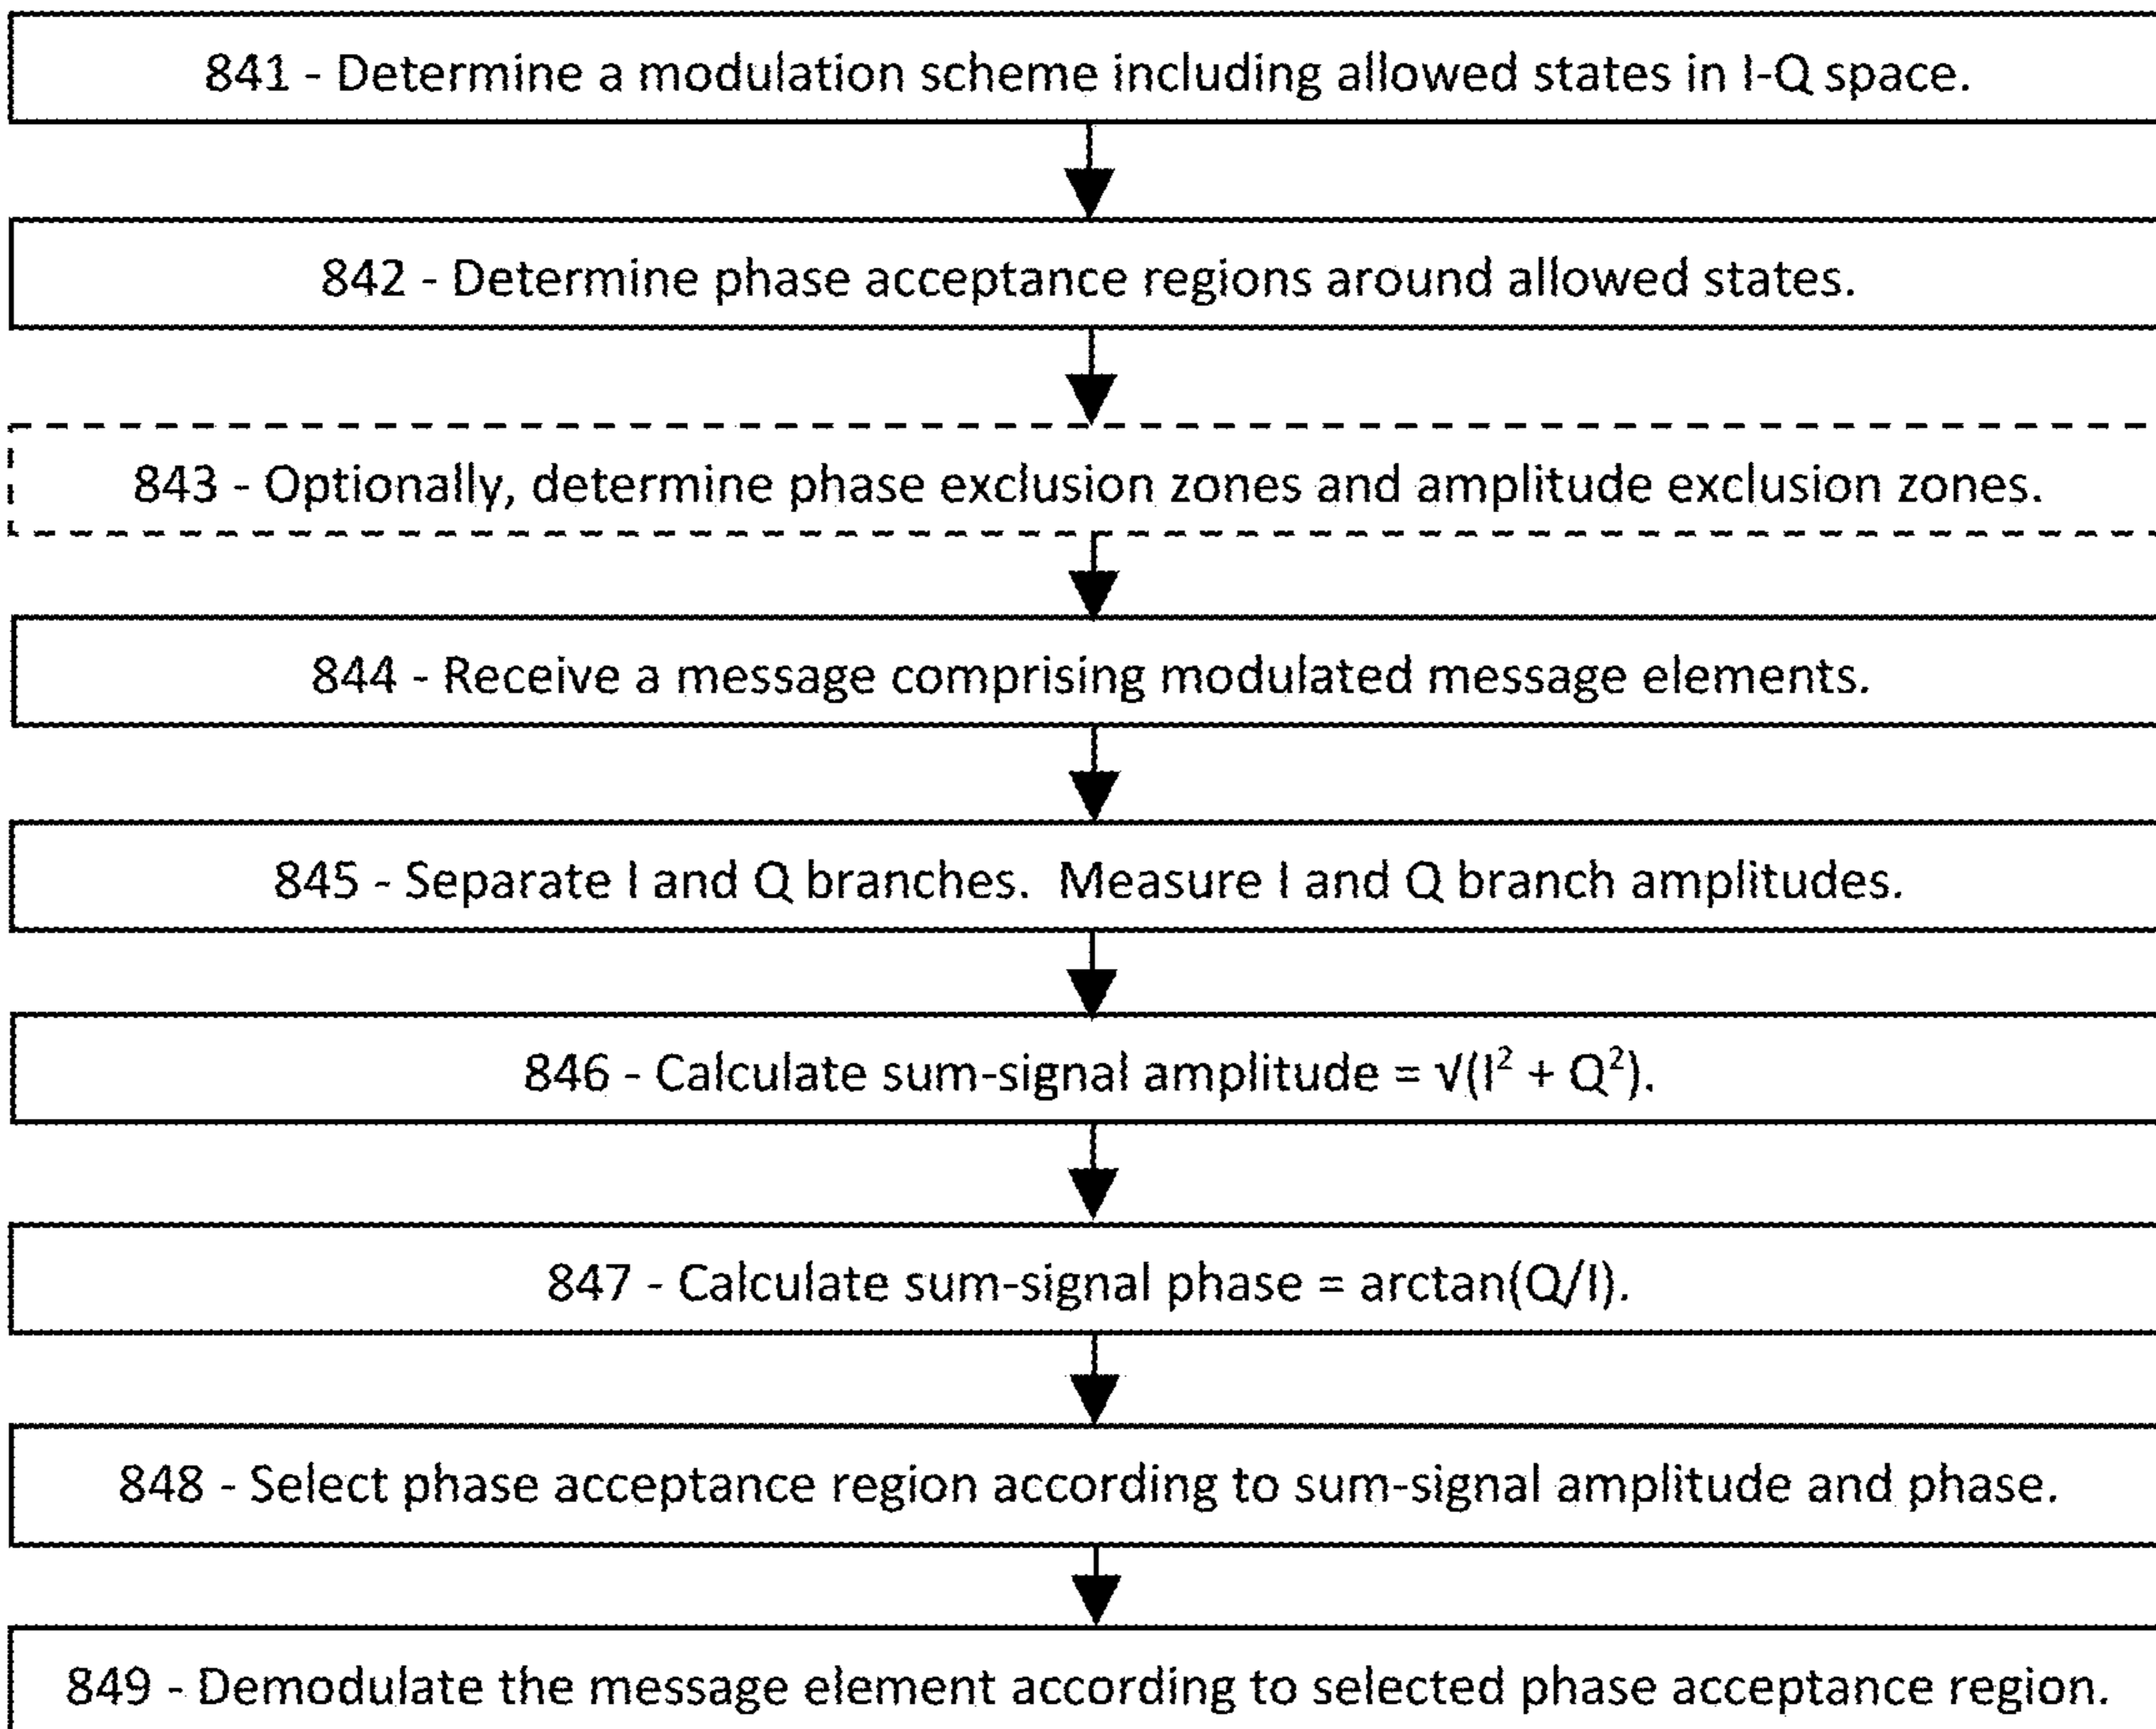 841 - Determine a modulation scheme including allowed states in I-Q space.
842 - Determine phase acceptance regions around allowed states.
843 - Optionally, determine phase exclusion zones and amplitude exclusion zones.
844 - Receive a message comprising modulated message elements.
845 - Separate I and Q branches.  Measure I and Q branch amplitudes.
846 - Calculate sum-signal amplitude = √(I² + Q²).
847 - Calculate sum-signal phase = arctan(Q/I).
848 - Select phase acceptance region according to sum-signal amplitude and phase.
849 - Demodulate the message element according to selected phase acceptance region.